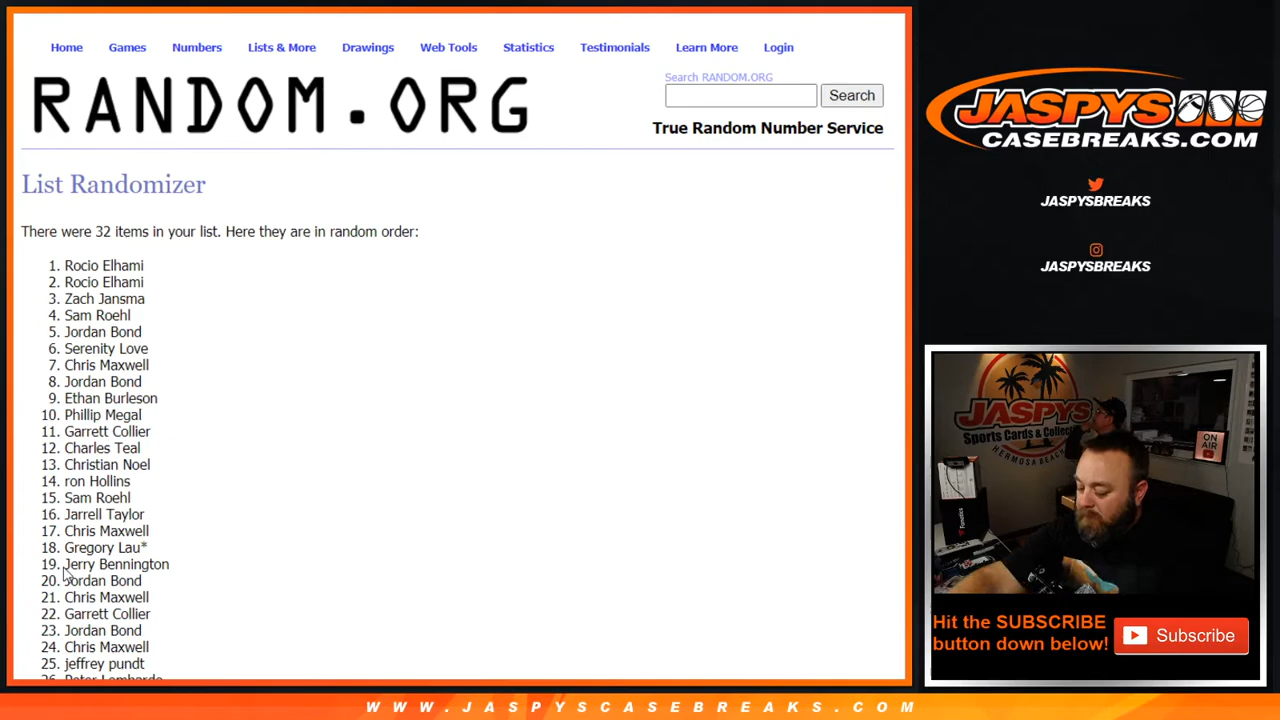 Home Games Numbers Lists & More Drawings Web Tools Statistics Testimonials Learn More Login
RANDOM.ORG
Search RANDOM.ORG
Search
True Random Number Service
List Randomizer
There were 32 items in your list. Here they are in random order:
1. Rocio Elhami
2. Rocio Elhami
3. Zach Jansma
4. Sam Roehl
5. Jordan Bond
6. Serenity Love
7. Chris Maxwell
8. Jordan Bond
9. Ethan Burleson
10. Phillip Megal
11. Garrett Collier
12. Charles Teal
13. Christian Noel
14. ron Hollins
15. Sam Roehl
16. Jarrell Taylor
17. Chris Maxwell
18. Gregory Lau*
19. Jerry Bennington
20. Jordan Bond
21. Chris Maxwell
22. Garrett Collier
23. Jordan Bond
24. Chris Maxwell
25. jeffrey pundt
26. Peter Lombardo
JASPYS
CASEBREAKS.COM
JASPYSBREAKS
JASPYSBREAKS
JASPYS
Sports Cards & Collecti
HERMOSA BEACH
ON
AIR
Fanatics
Hit the SUBSCRIBE
button down below!
Subscribe
WWW.JASPYSCASEBREAKS.COM